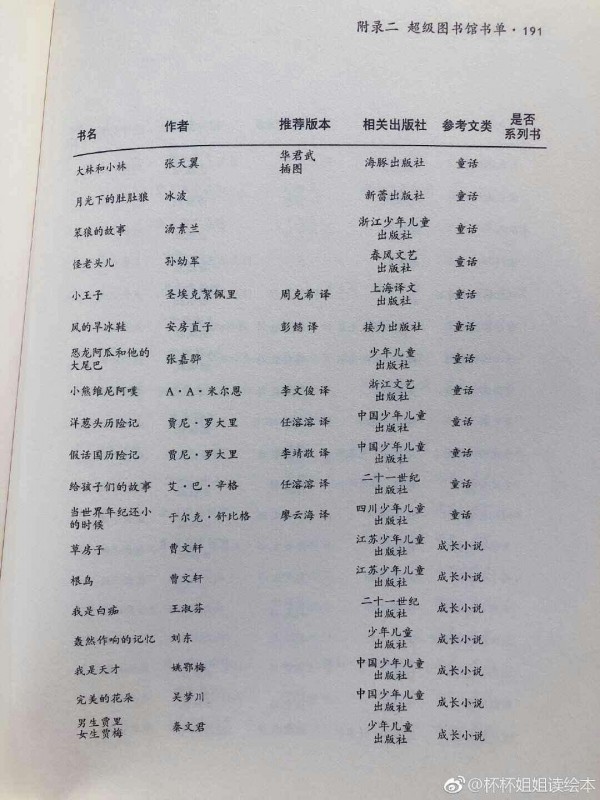 附录二 超级图书馆书单·191
书名 作者 推荐版本 相关出版社 参考文类 是否系列书
大林和小林 张天翼 华君武插图 海豚出版社 童话
月光下的肚肚狼 冰波 新蕾出版社 童话
笨狼的故事 汤素兰 浙江少年儿童出版社 童话
怪老头儿 孙幼军 春风文艺出版社 童话
小王子 圣埃克絮佩里 周克希 译 上海译文出版社 童话
风的旱冰鞋 安房直子 彭懿 译 接力出版社 童话
恐龙阿瓜和他的大尾巴 张嘉骅 少年儿童出版社 童话
小熊维尼阿噗 A·A·米尔恩 李文俊 译 浙江文艺出版社 童话
洋葱头历险记 贾尼·罗大里 任溶溶 译 中国少年儿童出版社 童话
假话国历险记 贾尼·罗大里 李靖敬 译 中国少年儿童出版社 童话
给孩子们的故事 艾·巴·辛格 任溶溶 译 二十一世纪出版社 童话
当世界年纪还小的时候 于尔克·舒比格 廖云海 译 四川少年儿童出版社 童话
草房子 曹文轩 江苏少年儿童出版社 成长小说
根鸟 曹文轩 江苏少年儿童出版社 成长小说
我是白痴 王淑芬 二十一世纪出版社 成长小说
轰然作响的记忆 刘东 少年儿童出版社 成长小说
我是天才 姚鄂梅 中国少年儿童出版社 成长小说
完美的花朵 吴梦川 中国少年儿童出版社 成长小说
男生贾里女生贾梅 秦文君 少年儿童出版社 成长小说
@杯杯姐姐读绘本